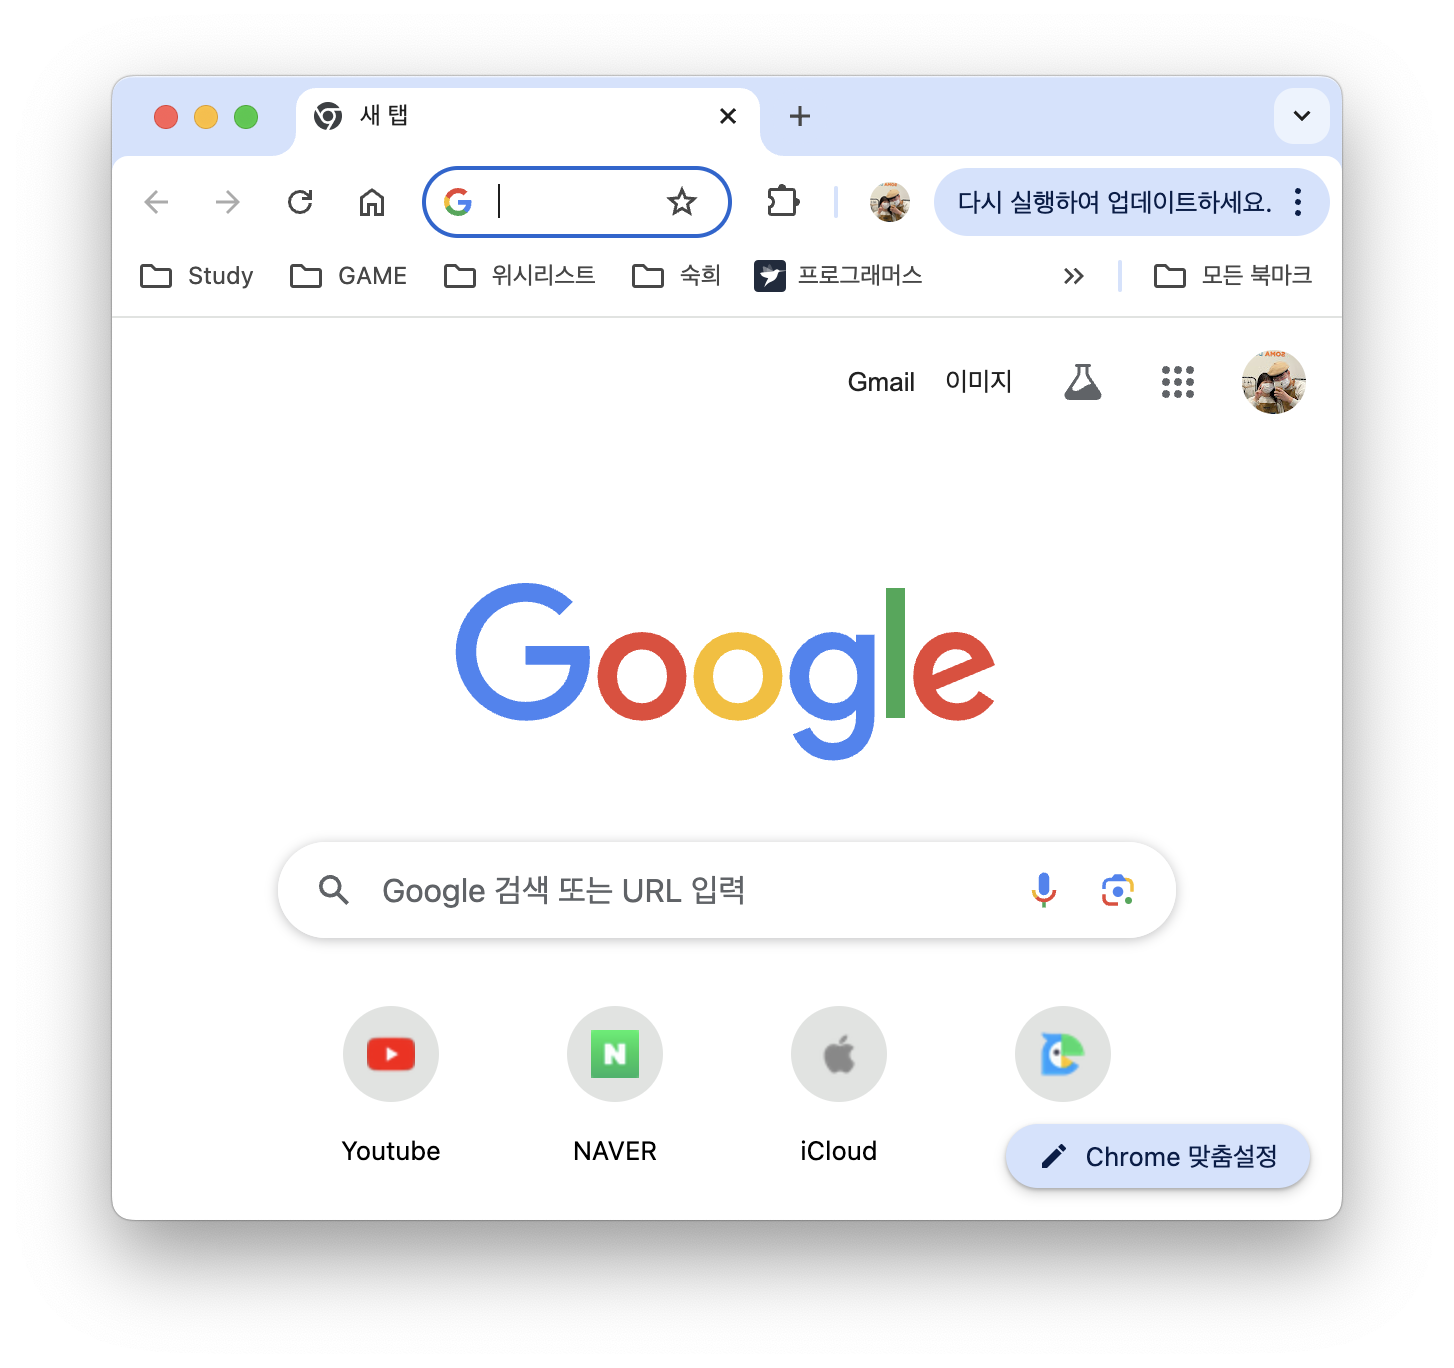 새 탭
다시 실행하여 업데이트하세요.
Study GAME 위시리스트 숙희 프로그래머스 모든 북마크
Gmail 이미지
Google
Google 검색 또는 URL 입력
Youtube NAVER iCloud
Chrome 맞춤설정